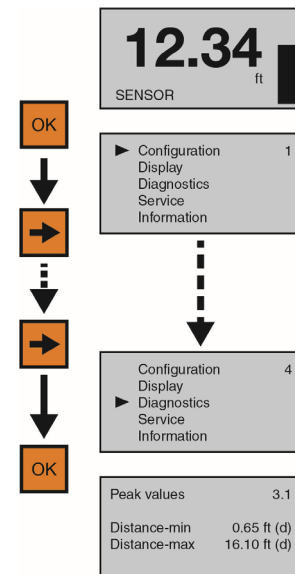 12.34
ft
SENSOR
OK
Configuration 1
Display
Diagnostics
Service
Information
Configuration 4
Display
Diagnostics
Service
Information
OK
Peak values 3.1
Distance-min 0.65 ft (d)
Distance-max 16.10 ft (d)